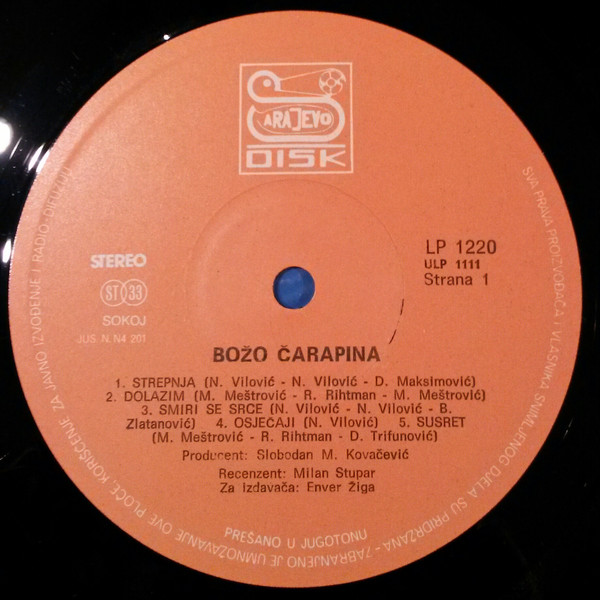 SARAJEVO
DISK
STEREO
ST 33
SOKOJ
JUS. N. N4 201
LP 1220
ULP 1111
Strana 1
BOŽO ČARAPINA
1. STREPNJA (N. Vilović - N. Vilović - D. Maksimović)
2. DOLAZIM (M. Meštrović - R. Rihtman - M. Meštrović)
3. SMIRI SE SRCE (N. Vilović - N. Vilović - B.
Zlatanović) 4. OSJEĆAJI (N. Vilović) 5. SUSRET
(M. Meštrović - R. Rihtman - D. Trifunović)
Producent: Slobodan M. Kovačević
Recenzent: Milan Stupar
Za izdavača: Enver Žiga
PREŠANO U JUGOTONU
SVA PRAVA PROIZVOĐAČA I VLASNIKA SNIMLJENOG DJELA SU PRIDRŽANA - ZABRANJENO JE UMNOŽAVANJE OVE PLOČE, KORIŠĆENJE ZA JAVNO IZVOĐENJE I RADIO-DIFUZIJU